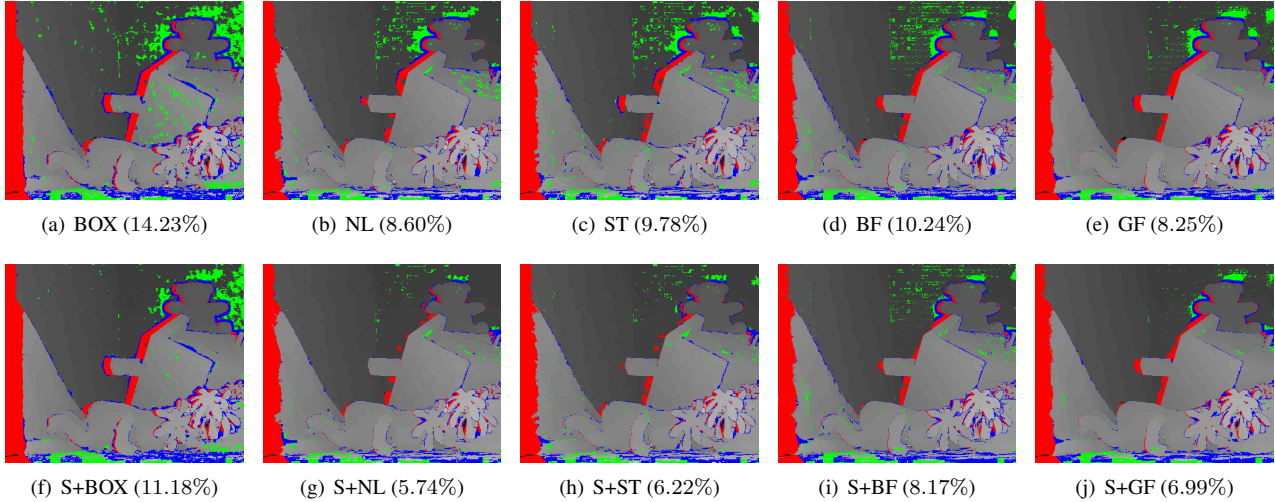 (a) BOX (14.23%)
(b) NL (8.60%)
(c) ST (9.78%)
(d) BF (10.24%)
(e) GF (8.25%)
(f) S+BOX (11.18%)
(g) S+NL (5.74%)
(h) S+ST (6.22%)
(i) S+BF (8.17%)
(j) S+GF (6.99%)